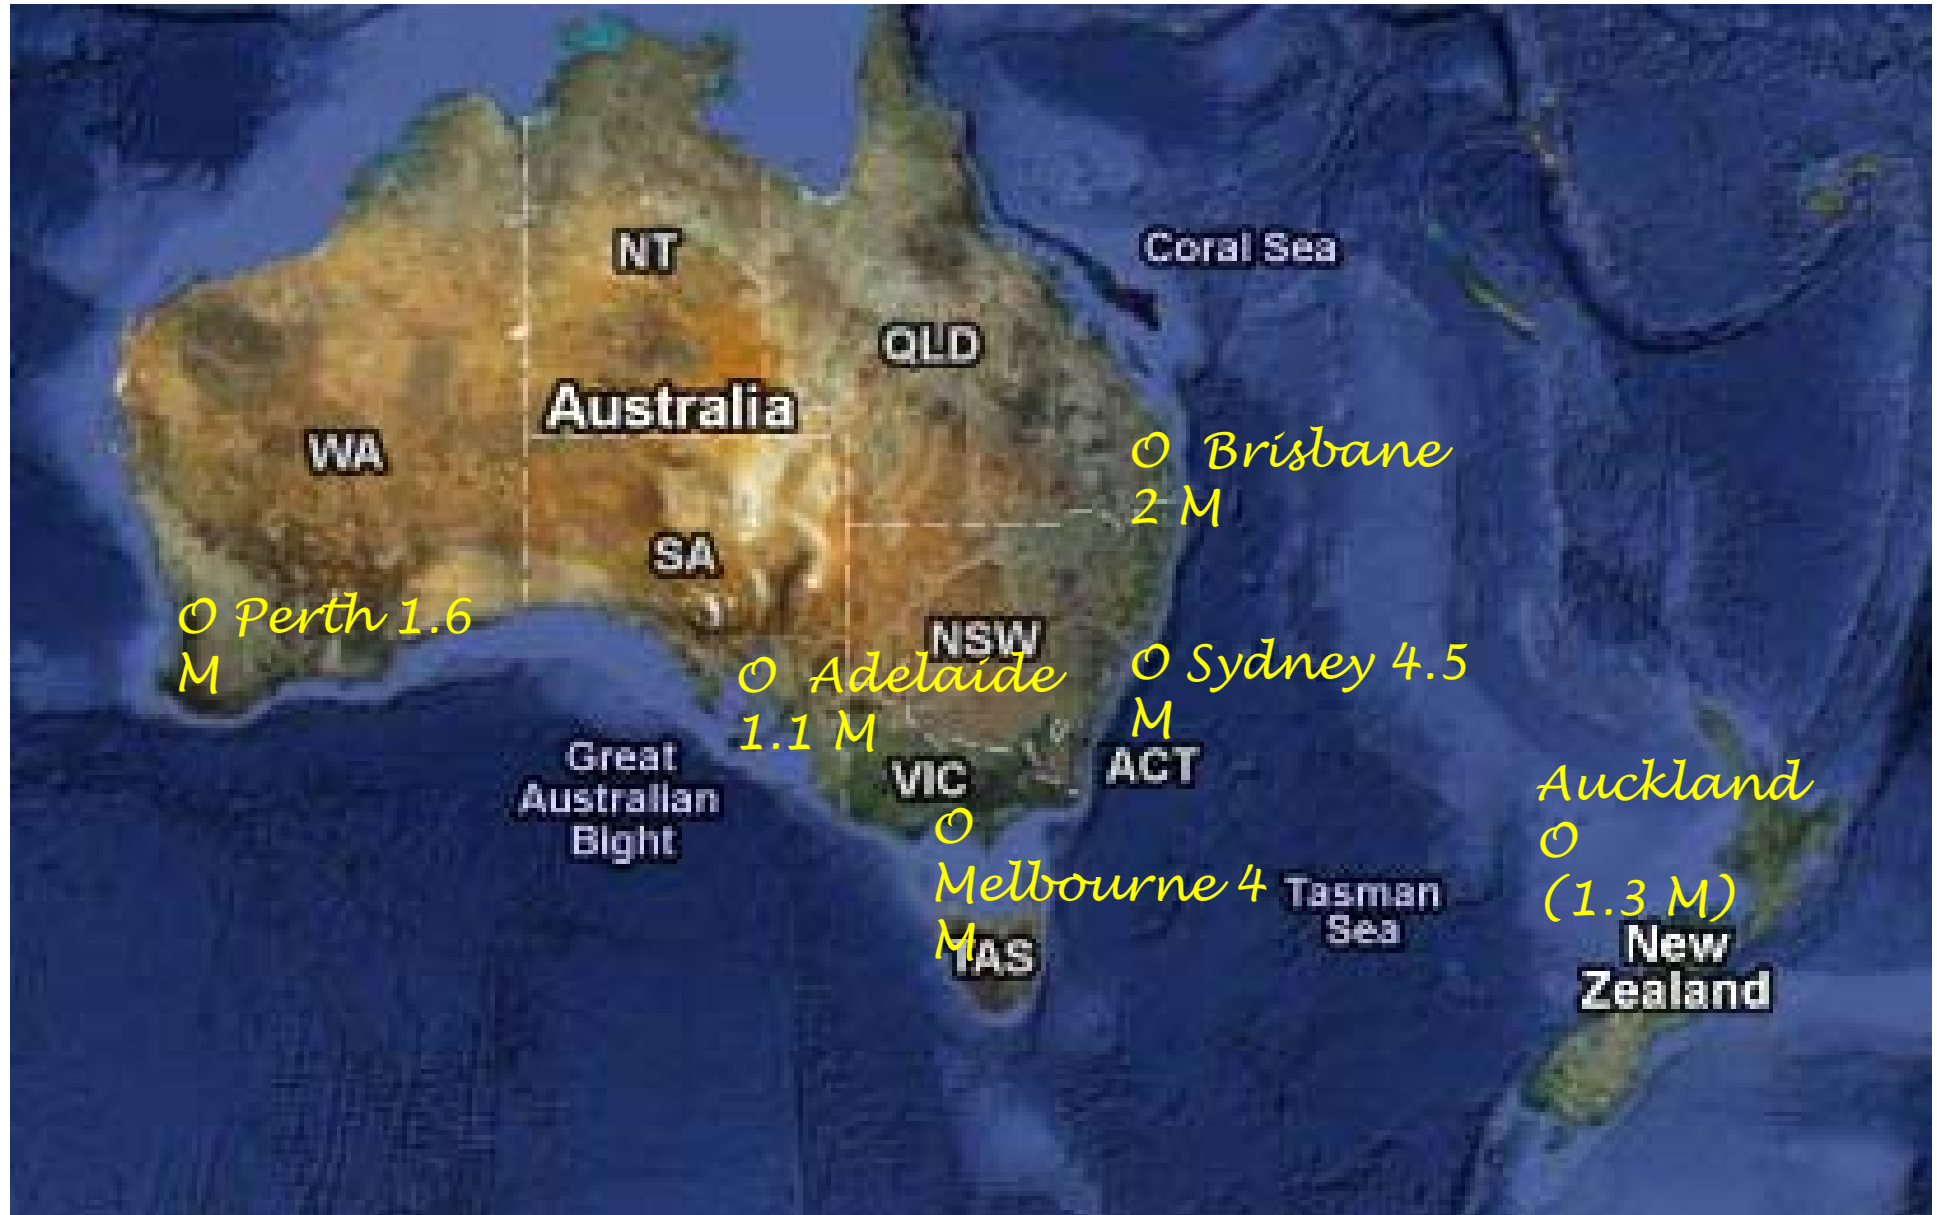 NT
Coral Sea
QLD
Australia
WA
O Brisbane
2 M
SA
O Perth 1.6
M
NSW
O Adelaide
1.1 M
O Sydney 4.5
M
Great
Australian
Bight
VIC
ACT
O
Melbourne 4
M
TAS
Tasman
Sea
Auckland
O
(1.3 M)
New
Zealand